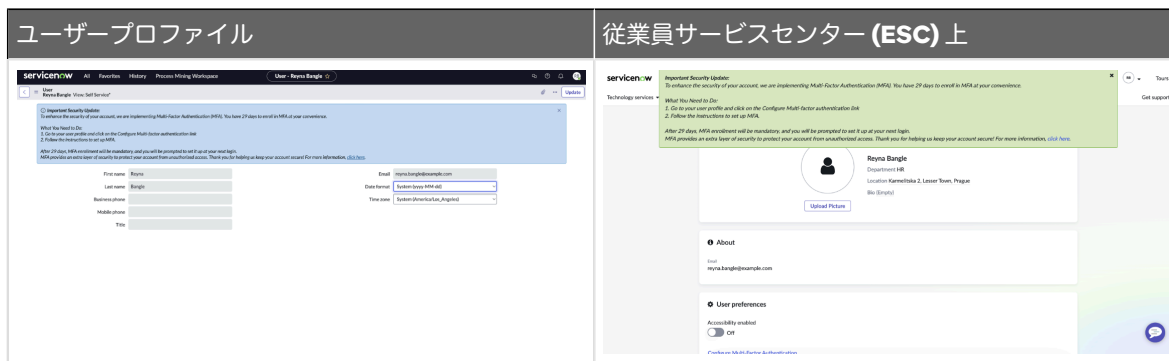 ユーザープロファイル
従業員サービスセンター (ESC) 上
servicenow All Favorites History Process Mining Workspace User - Reyna Bangle ☆
User
Reyna Bangle View: Self Service*
Update
Important Security Update:
To enhance the security of your account, we are implementing Multi-Factor Authentication (MFA). You have 29 days to enroll in MFA at your convenience.
What You Need to Do:
1. Go to your user profile and click on the Configure Multi-factor authentication link
2. Follow the instructions to set up MFA.
After 29 days, MFA enrollment will be mandatory, and you will be prompted to set it up at your next login.
MFA provides an extra layer of security to protect your account from unauthorized access. Thank you for helping us keep your account secure! For more information, click here.
First name Reyna
Last name Bangle
Business phone
Mobile phone
Title
Email reyna.bangle@example.com
Date format System (yyyy-MM-dd)
Time zone System (America/Los_Angeles)
servicenow
Technology services
Tours
Get support
Important Security Update:
To enhance the security of your account, we are implementing Multi-Factor Authentication (MFA). You have 29 days to enroll in MFA at your convenience.
What You Need to Do:
1. Go to your user profile and click on the Configure Multi-factor authentication link
2. Follow the instructions to set up MFA.
After 29 days, MFA enrollment will be mandatory, and you will be prompted to set it up at your next login.
MFA provides an extra layer of security to protect your account from unauthorized access. Thank you for helping us keep your account secure! For more information, click here.
Reyna Bangle
Department HR
Location Karmelitska 2, Lesser Town, Prague
Bio (Empty)
Upload Picture
About
Email
reyna.bangle@example.com
User preferences
Accessibility enabled
Off
Configure Multi-Factor Authentication